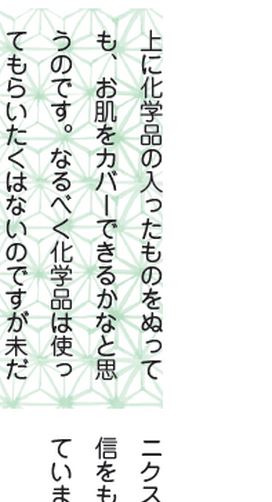 上に化学品の入ったものをぬって
も、お肌をカバーできるかなと思
うのです。なるべく化学品は使っ
てもらいたくはないのですが未だ
ニクス
信をも
ていま